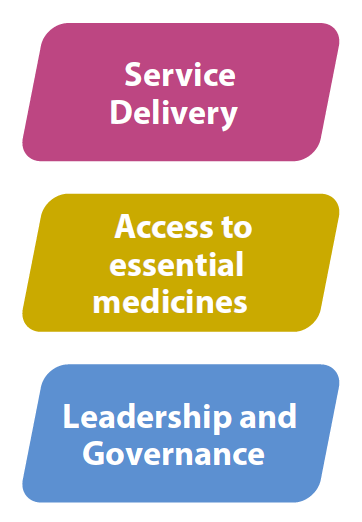 Service
Delivery
Access to
essential
medicines
Leadership and
Governance